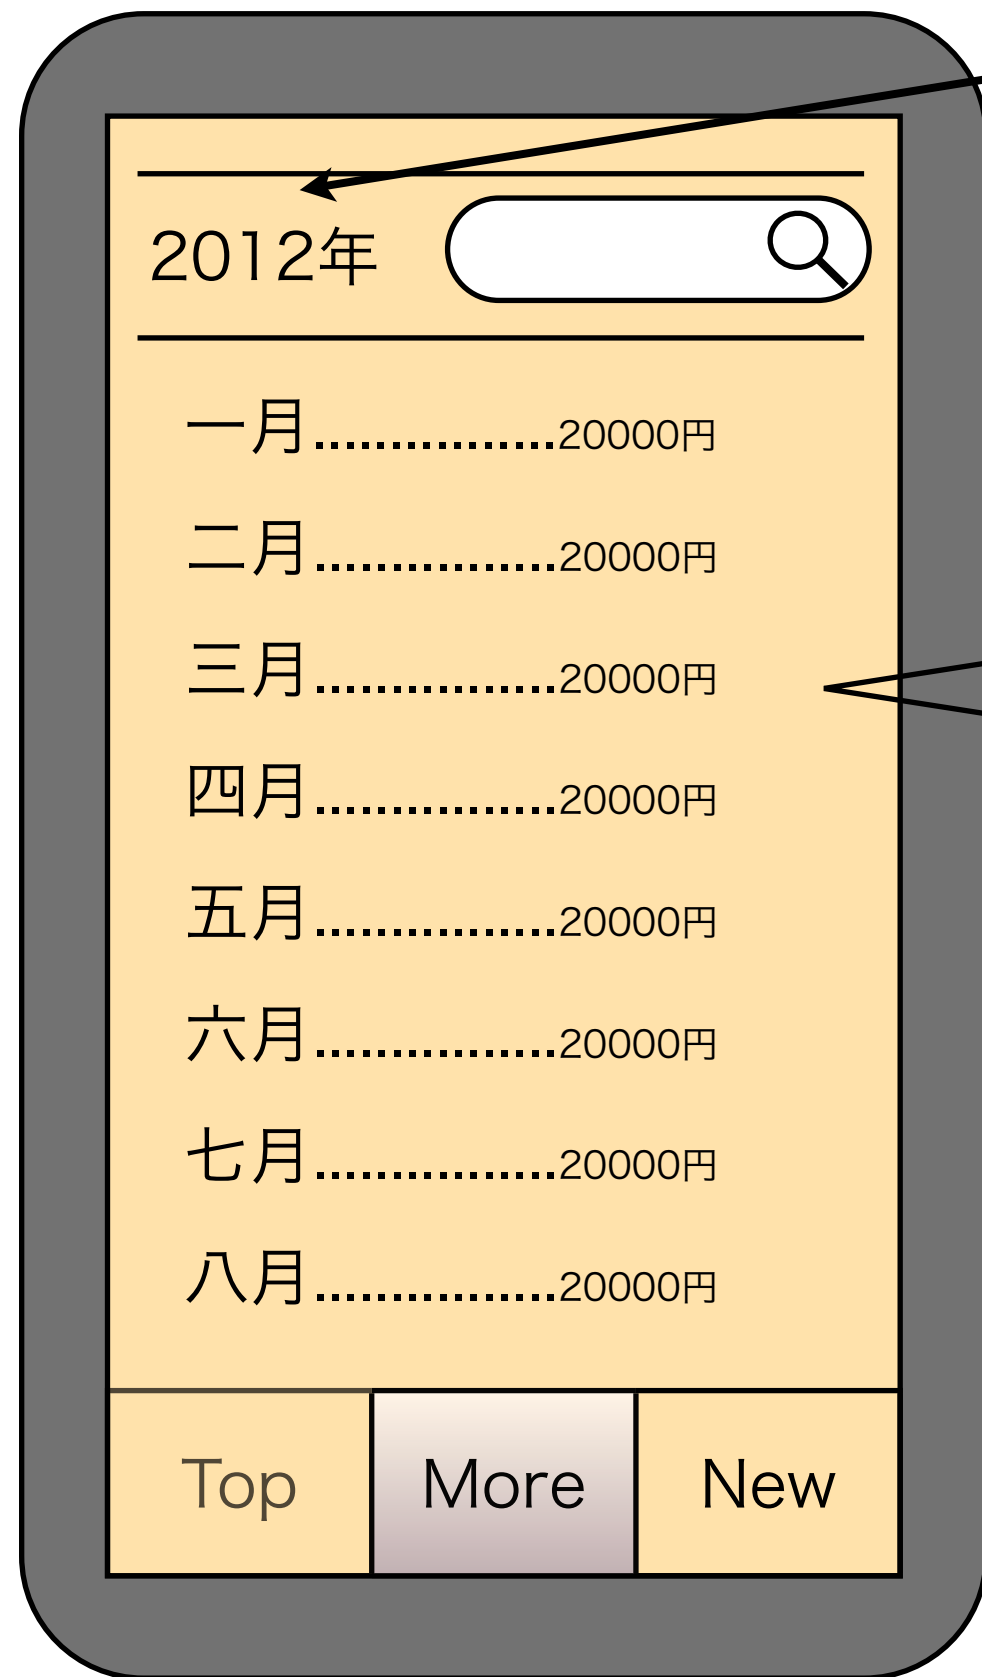 2012年
一月................20000円
二月................20000円
三月................20000円
四月................20000円
五月................20000円
六月................20000円
七月................20000円
八月................20000円
Top More New